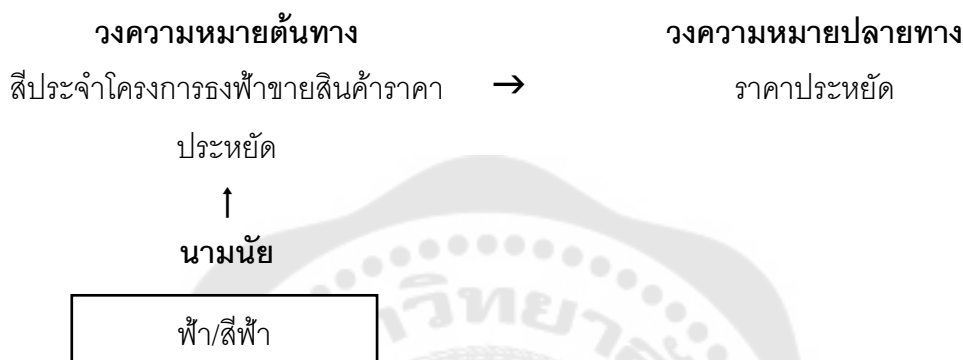 วงความหมายต้นทาง วงความหมายปลายทาง
สีประจำโครงการธงฟ้าขายสินค้าราคา → ราคาประหยัด
ประหยัด
↑
นามนัย
ฟ้า/สีฟ้า